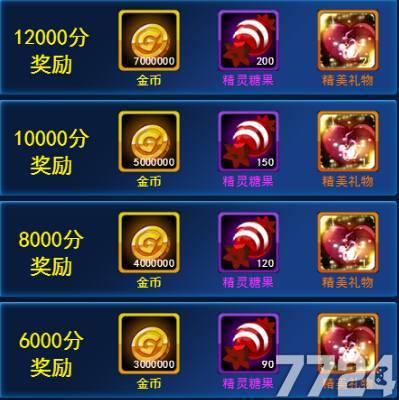 12000分
奖励
7000000
金币
200
精灵糖果
7
精美礼物
10000分
奖励
5000000
金币
150
精灵糖果
精美礼物
8000分
奖励
4000000
金币
120
精灵糖果
精美礼物
6000分
奖励
3000000
金币
90
精灵糖果
精美礼物
7724